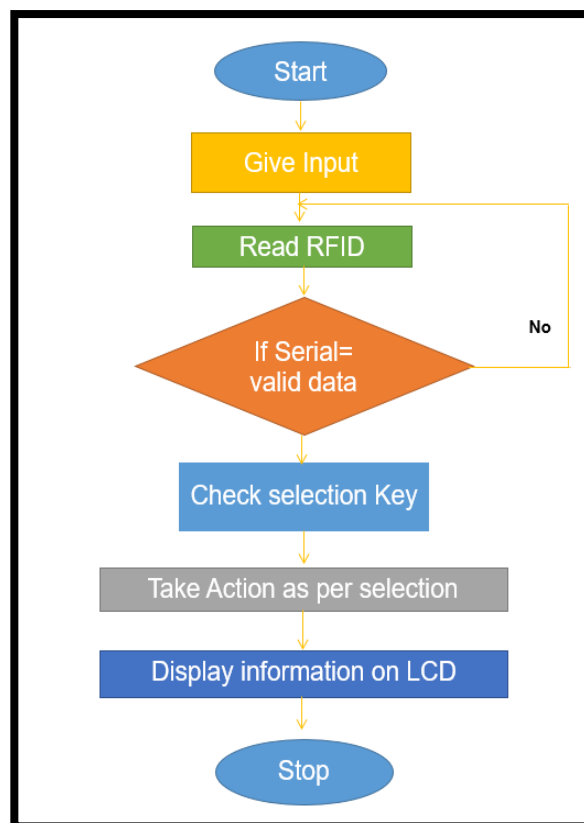 Start
Give Input
Read RFID
No
If Serial=
valid data
Check selection Key
Take Action as per selection
Display information on LCD
Stop